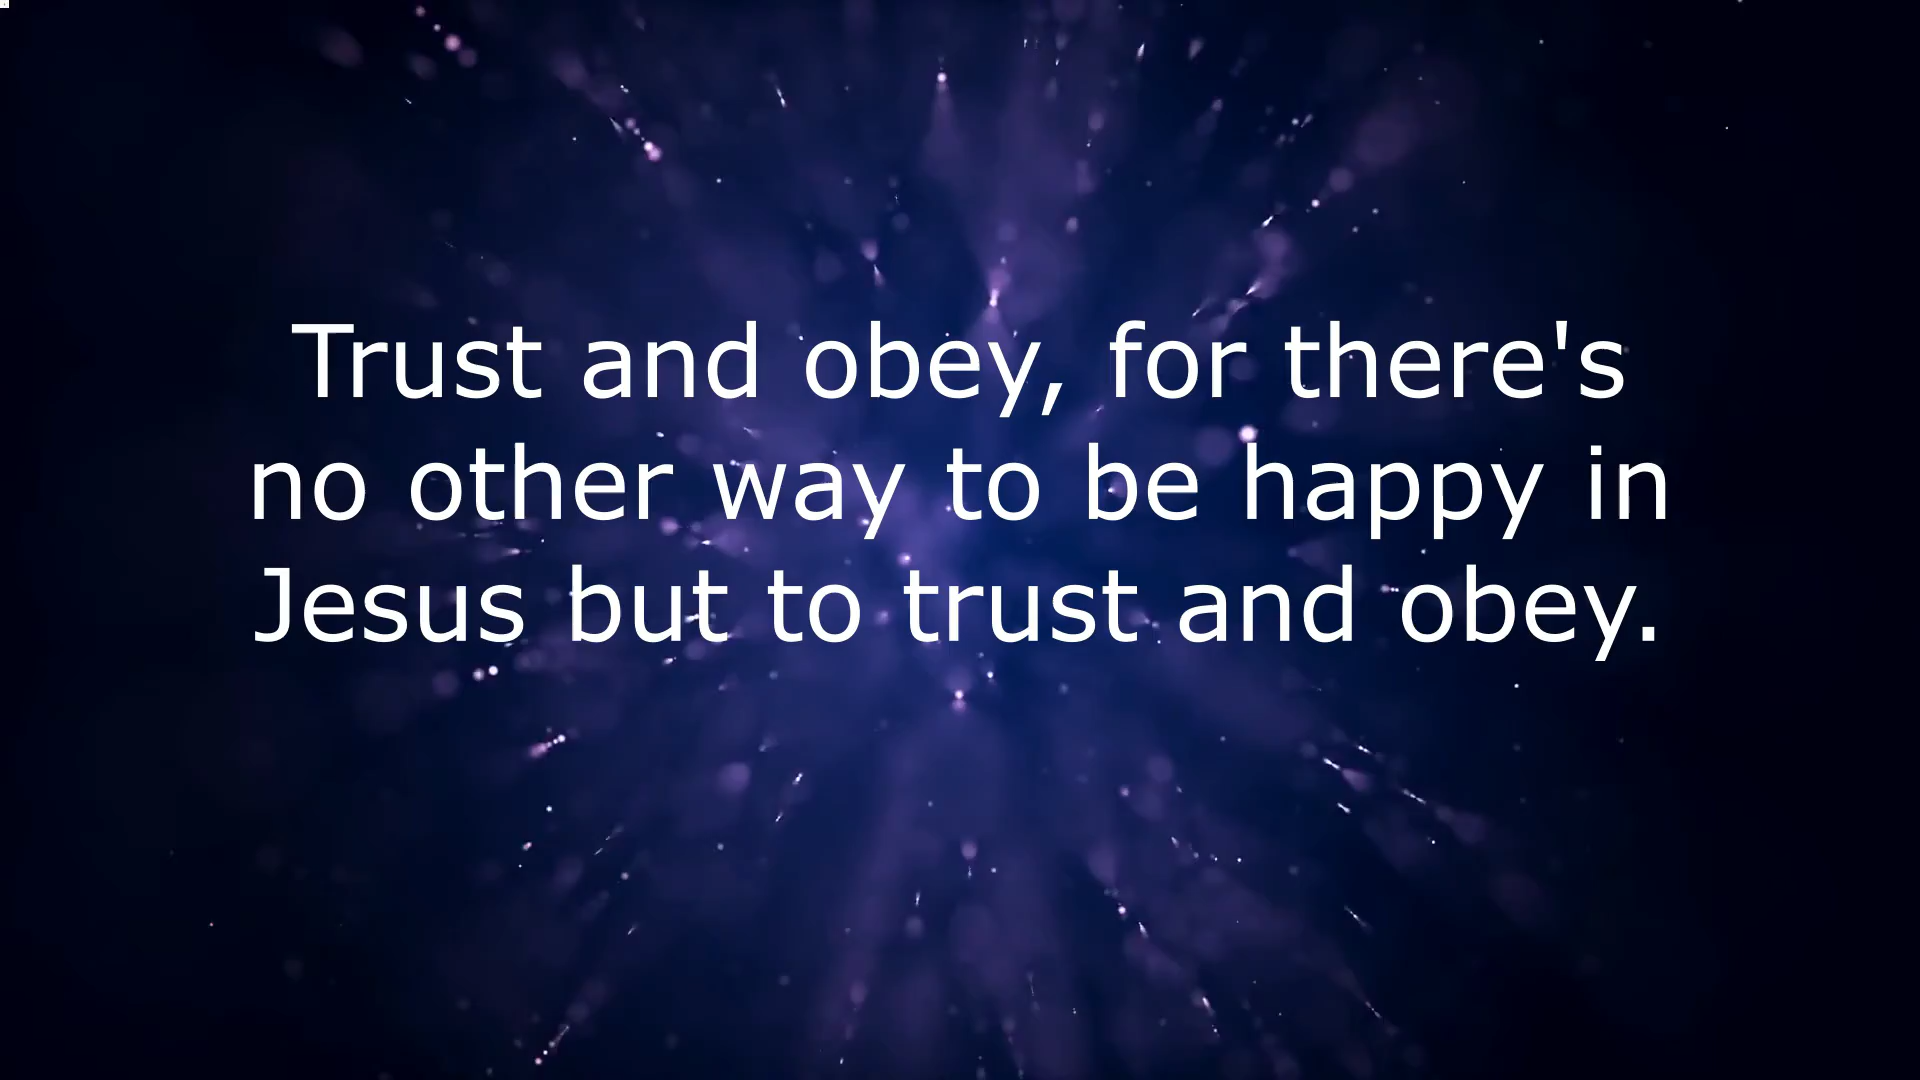 Trust and obey, for there's
no other way to be happy in
Jesus but to trust and obey.